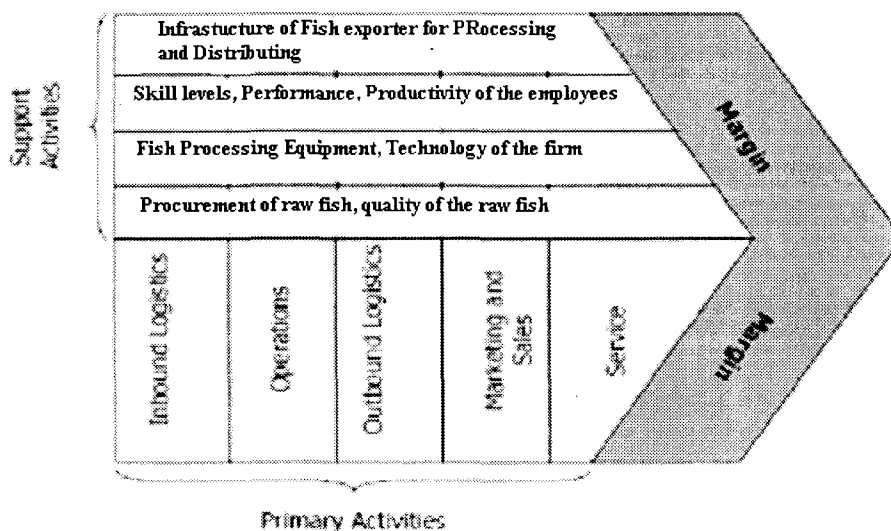 Infrastucture of Fish exporter for PRocessing
and Distributing
Skill levels, Performance, Productivity of the employees
Fish Processing Equipment, Technology of the firm
Procurement of raw fish, quality of the raw fish
Support
Activities
Margin
Margin
Inbound Logistics
Operations
Outbound Logistics
Marketing and
Sales
Service
Primary Activities